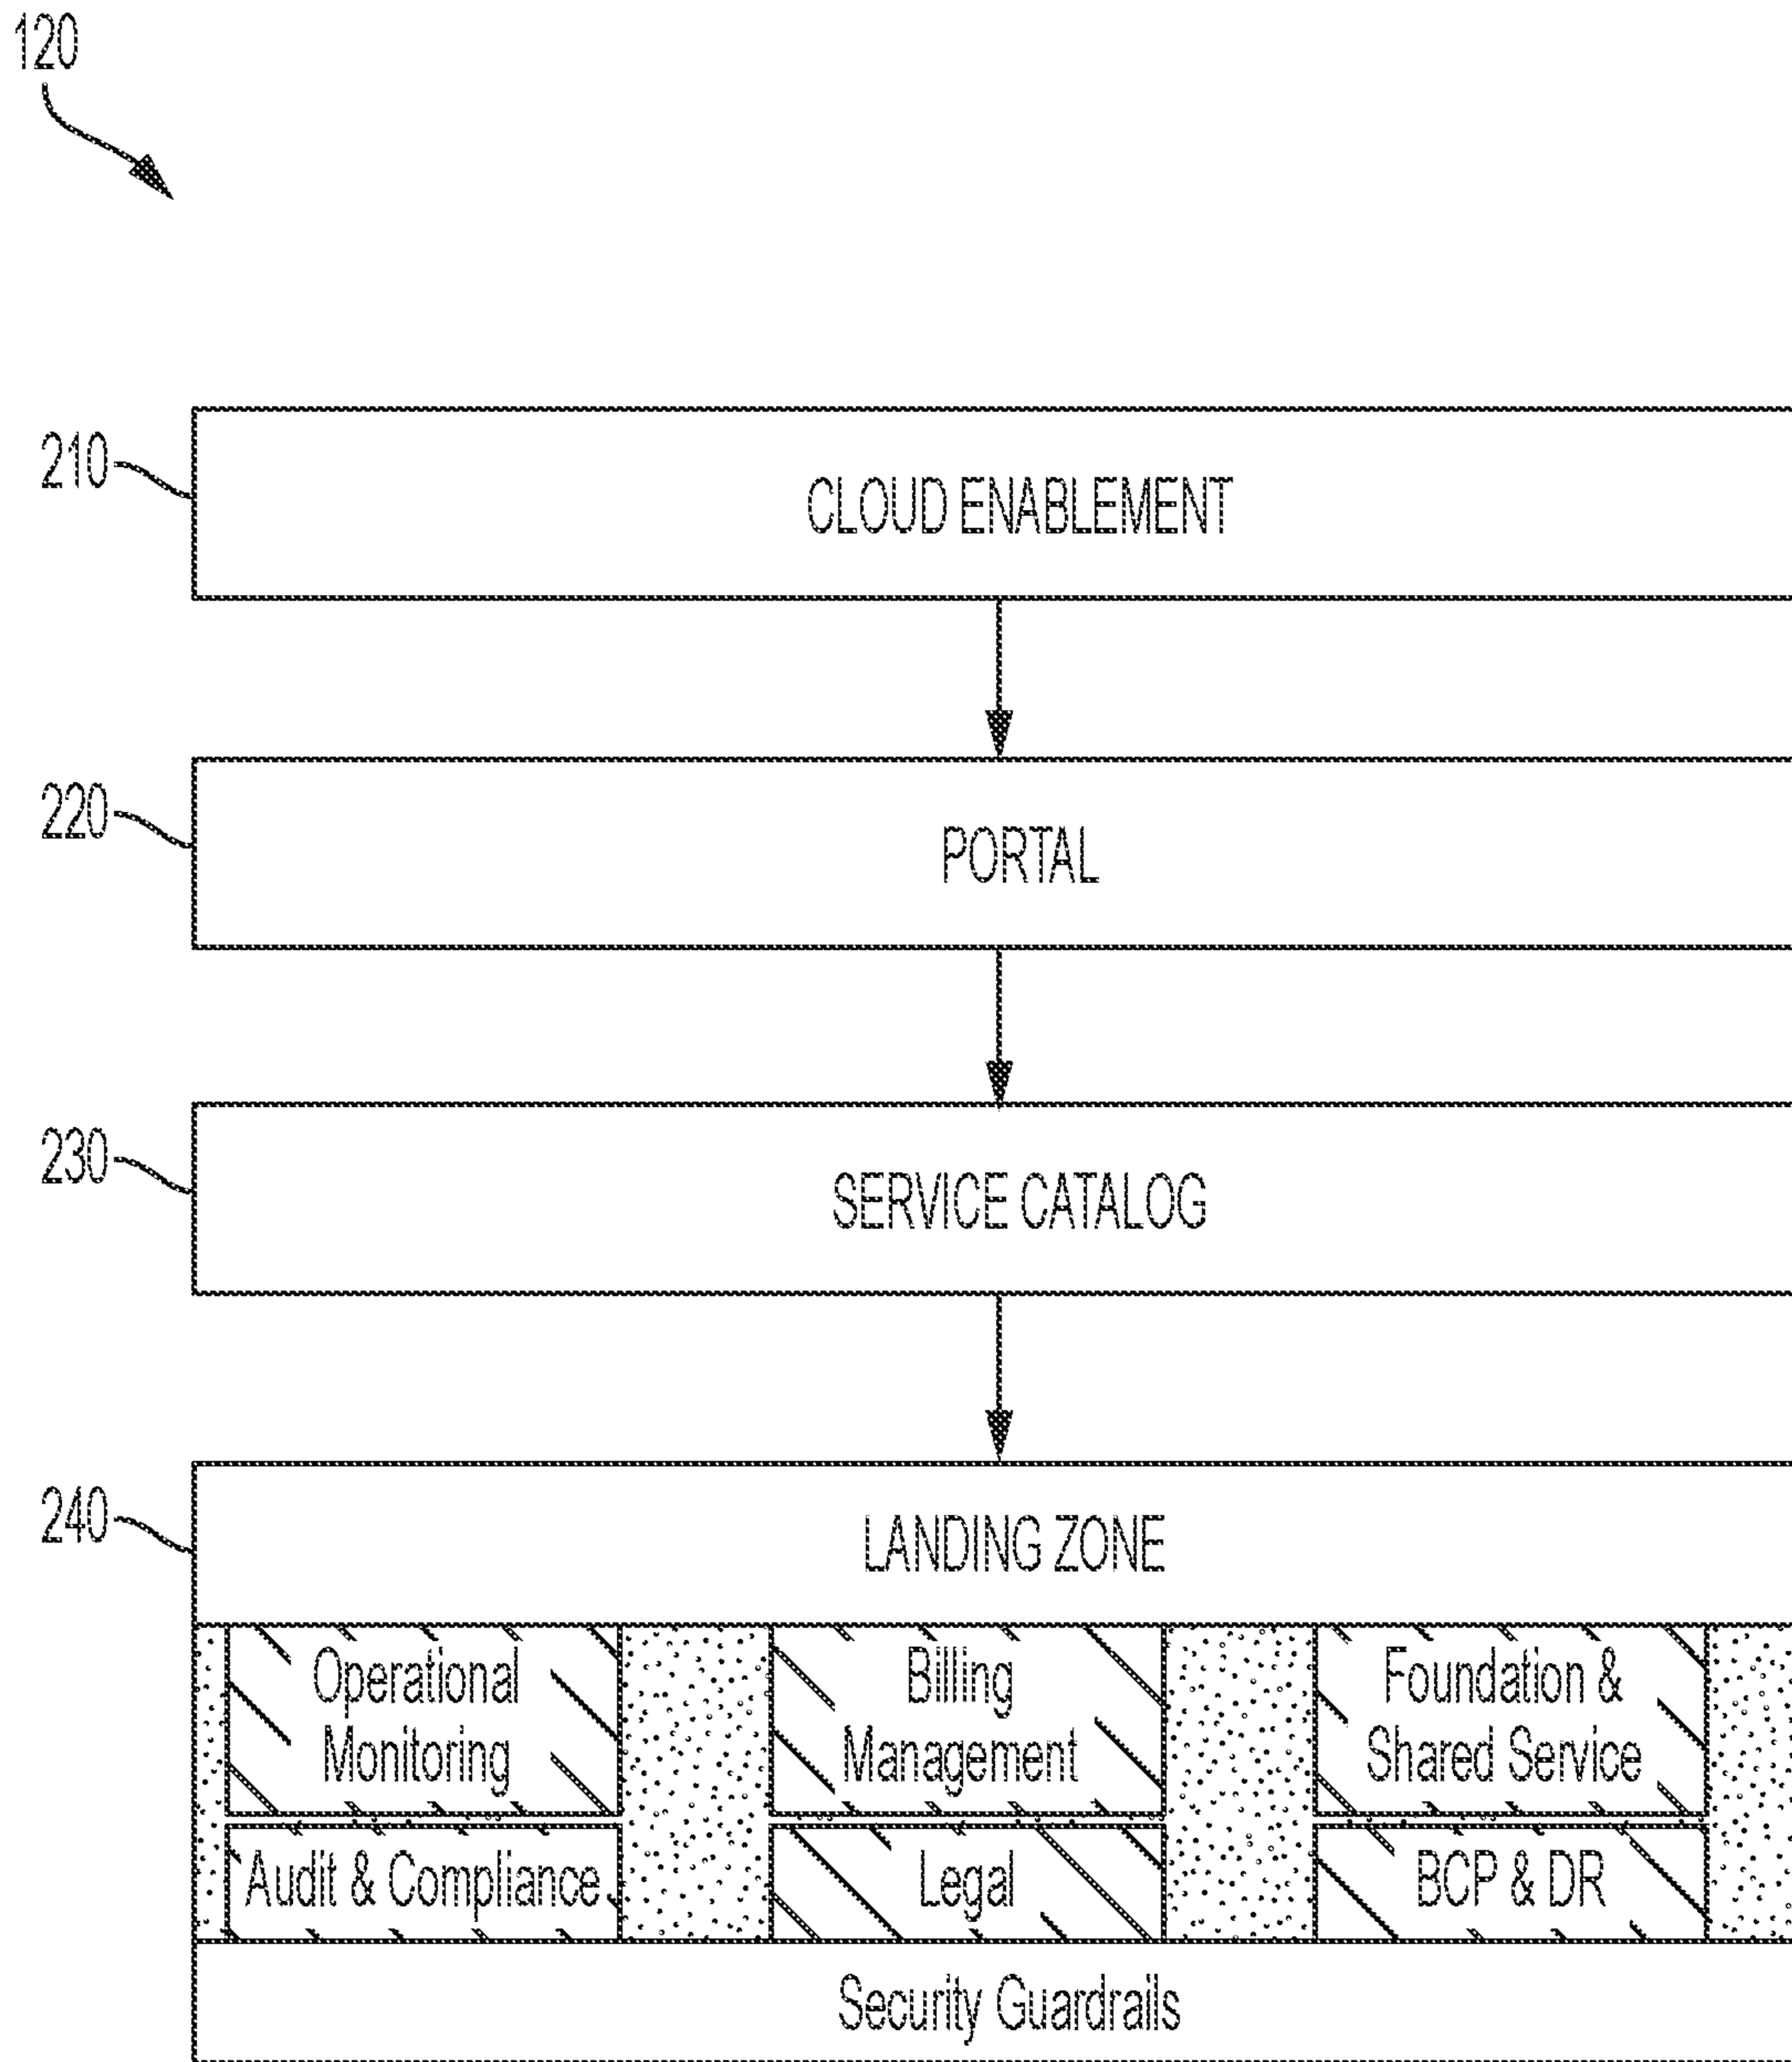 120
210
CLOUD ENABLEMENT
220
PORTAL
230
SERVICE CATALOG
240
LANDING ZONE
Operational
Monitoring
Billing
Management
Foundation &
Shared Service
Audit & Compliance
Legal
BCP & DR
Security Guardrails